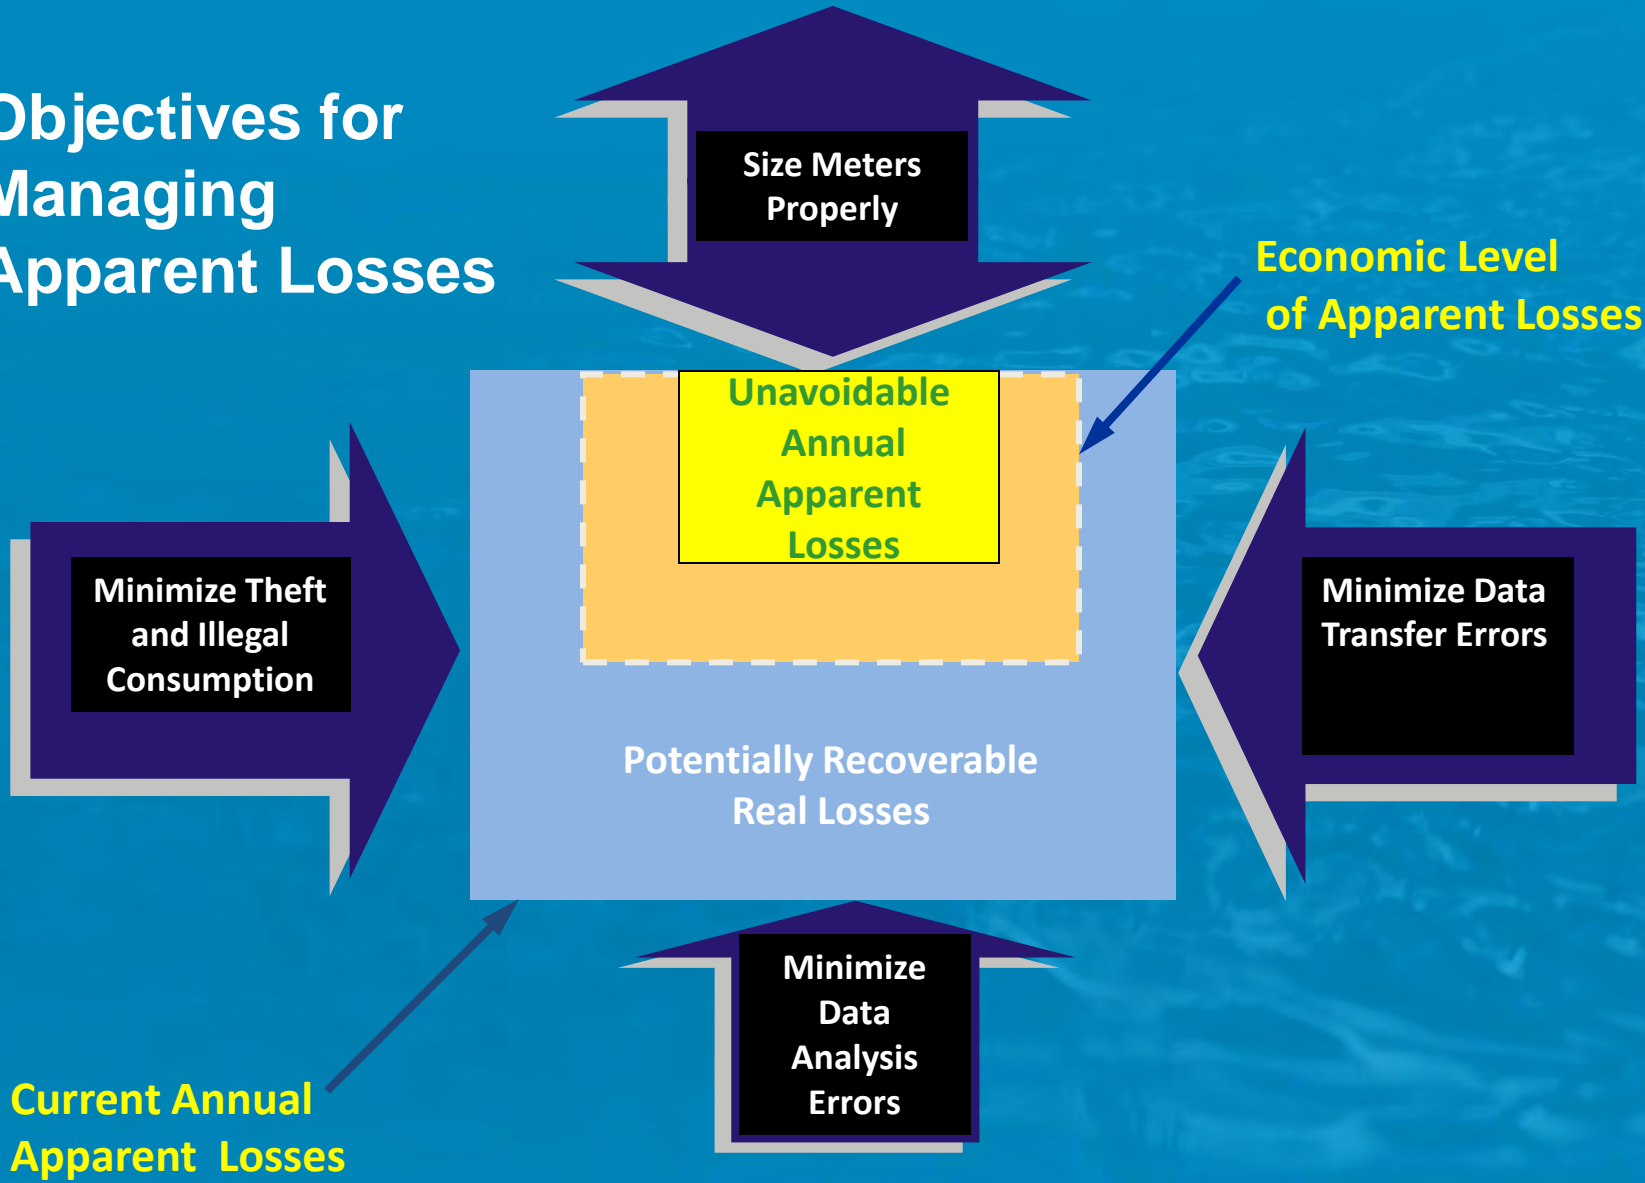 Objectives for
Managing
Apparent Losses
Size Meters
Properly
Economic Level
of Apparent Losses
Unavoidable
Annual
Apparent
Losses
Minimize Theft
and Illegal
Consumption
Minimize Data
Transfer Errors
Potentially Recoverable
Real Losses
Minimize
Data
Analysis
Errors
Current Annual
Apparent Losses